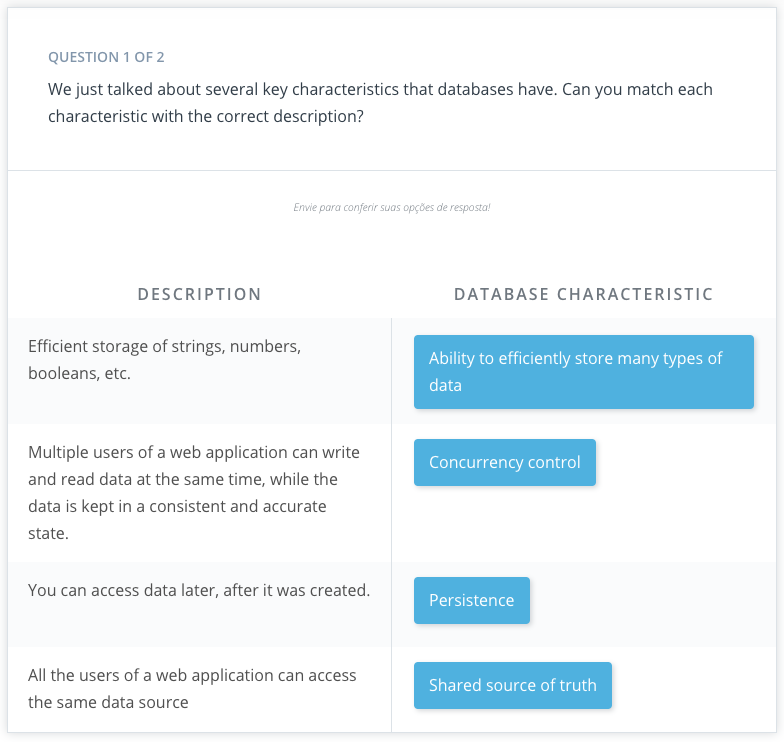 QUESTION 1 OF 2
We just talked about several key characteristics that databases have. Can you match each
characteristic with the correct description?
Envie para conferir suas opções de resposta!
DESCRIPTION
DATABASE CHARACTERISTIC
Efficient storage of strings, numbers,
booleans, etc.
Ability to efficiently store many types of
data
Multiple users of a web application can write
and read data at the same time, while the
data is kept in a consistent and accurate
state.
Concurrency control
You can access data later, after it was created.
Persistence
All the users of a web application can access
the same data source
Shared source of truth